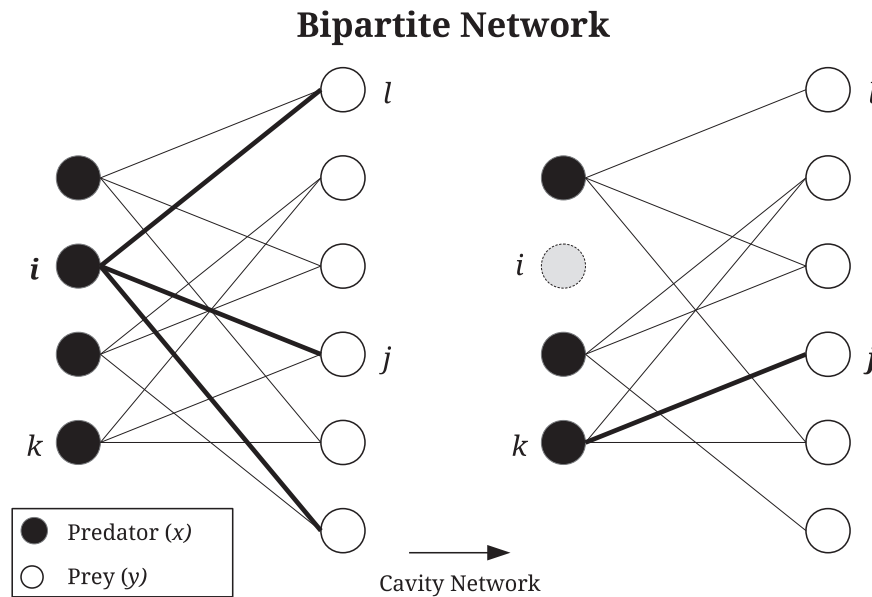 Bipartite Network
l
i
j
k
Predator (x)
Prey (y)
Cavity Network
l
i
j
k